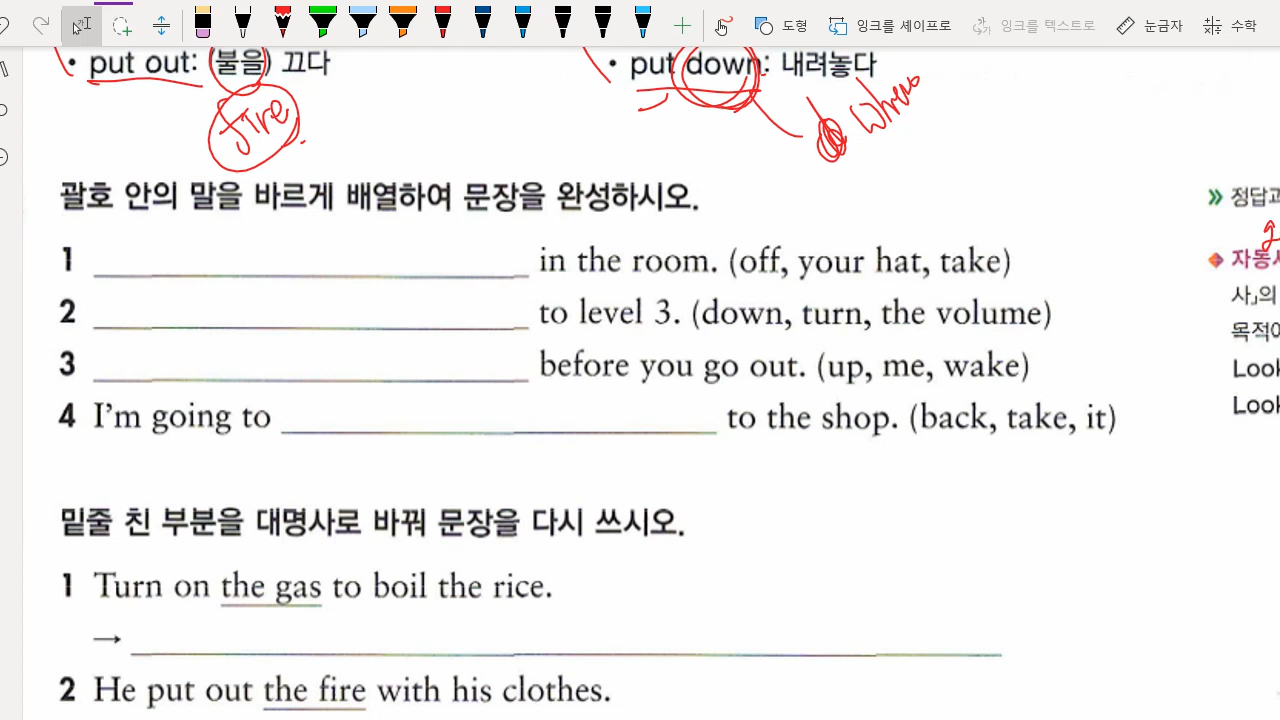 도형 잉크를 셰이프로 잉크를 텍스트로 눈금자 수학
• put out: (불을) 끄다
• put down: 내려놓다
fire
괄호 안의 말을 바르게 배열하여 문장을 완성하시오.
» 정답과
1 ____ in the room. (off, your hat, take)
자동사
2 ____ to level 3. (down, turn, the volume)
사」의
3 ____ before you go out. (up, me, wake)
목적어
Look
4 I'm going to ____ to the shop. (back, take, it)
Look
밑줄 친 부분을 대명사로 바꿔 문장을 다시 쓰시오.
1 Turn on the gas to boil the rice.
→
2 He put out the fire with his clothes.